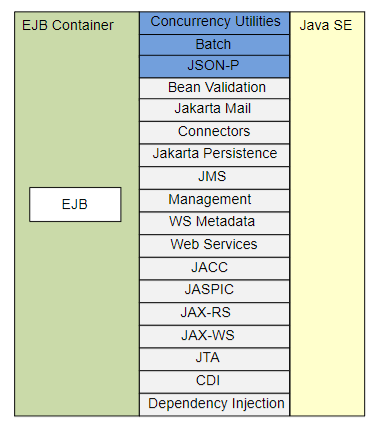 EJB Container
EJB
Concurrency Utilities
Batch
JSON-P
Bean Validation
Jakarta Mail
Connectors
Jakarta Persistence
JMS
Management
WS Metadata
Web Services
JACC
JASPIC
JAX-RS
JAX-WS
JTA
CDI
Dependency Injection
Java SE